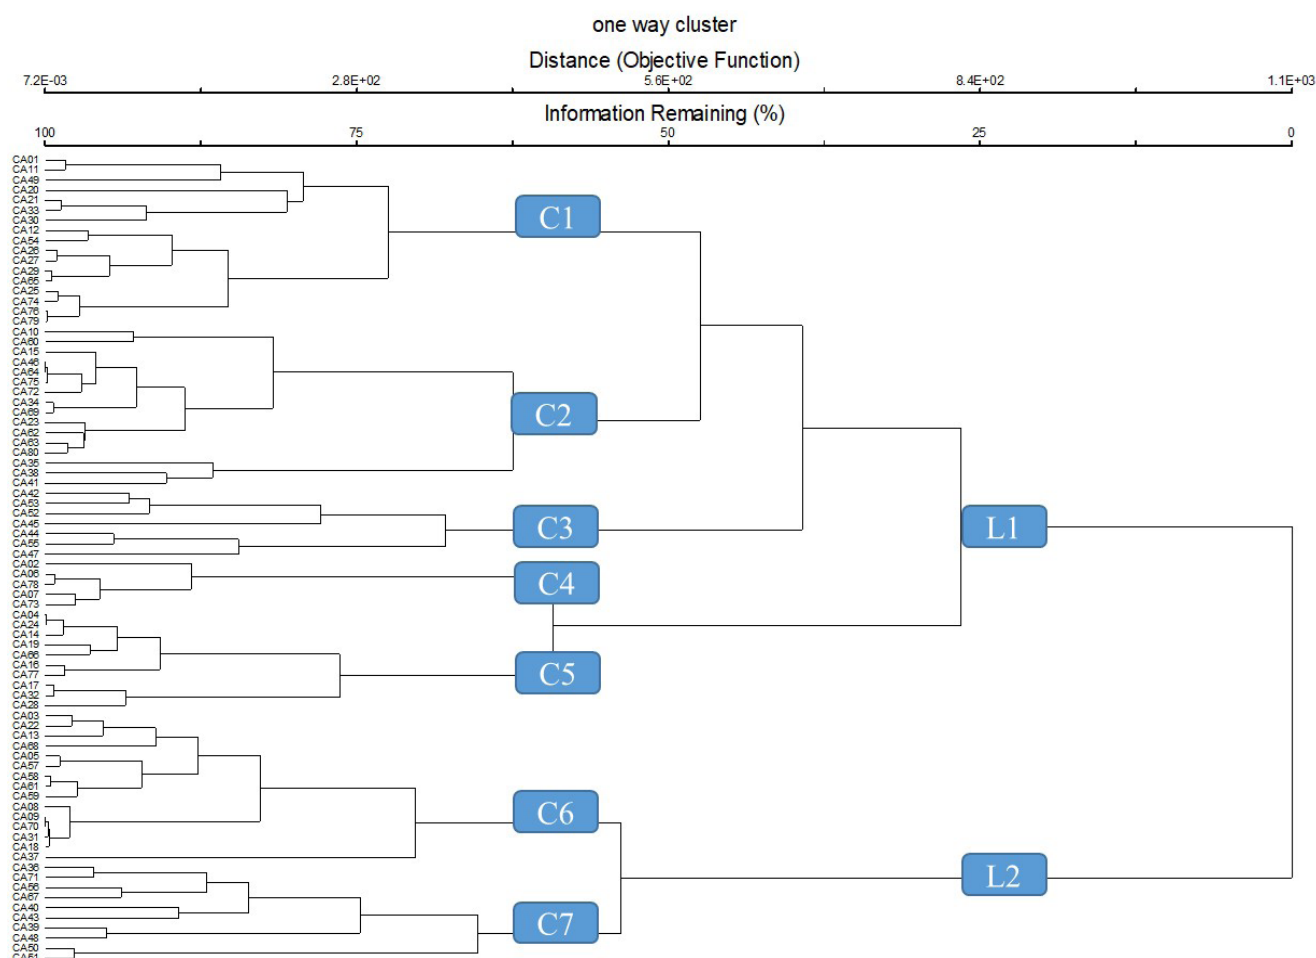 one way cluster
Distance (Objective Function)
7.2E-03 2.8E+02 5.6E+02 8.4E+02 1.1E+03
Information Remaining (%)
100 75 50 25 0
CA01
CA11
CA49
CA20
CA21
CA33
CA30
CA12
CA54
CA26
CA27
CA29
CA65
CA25
CA74
CA76
CA79
CA10
CA60
CA15
CA46
CA64
CA75
CA72
CA34
CA69
CA23
CA62
CA63
CA80
CA35
CA38
CA41
CA42
CA53
CA52
CA45
CA44
CA55
CA47
CA02
CA06
CA78
CA07
CA73
CA04
CA24
CA14
CA19
CA66
CA16
CA77
CA17
CA32
CA28
CA03
CA22
CA13
CA68
CA05
CA57
CA58
CA61
CA59
CA08
CA09
CA70
CA31
CA18
CA37
CA36
CA71
CA56
CA67
CA40
CA43
CA39
CA48
CA50
CA51
C1
C2
C3
C4
C5
C6
C7
L1
L2